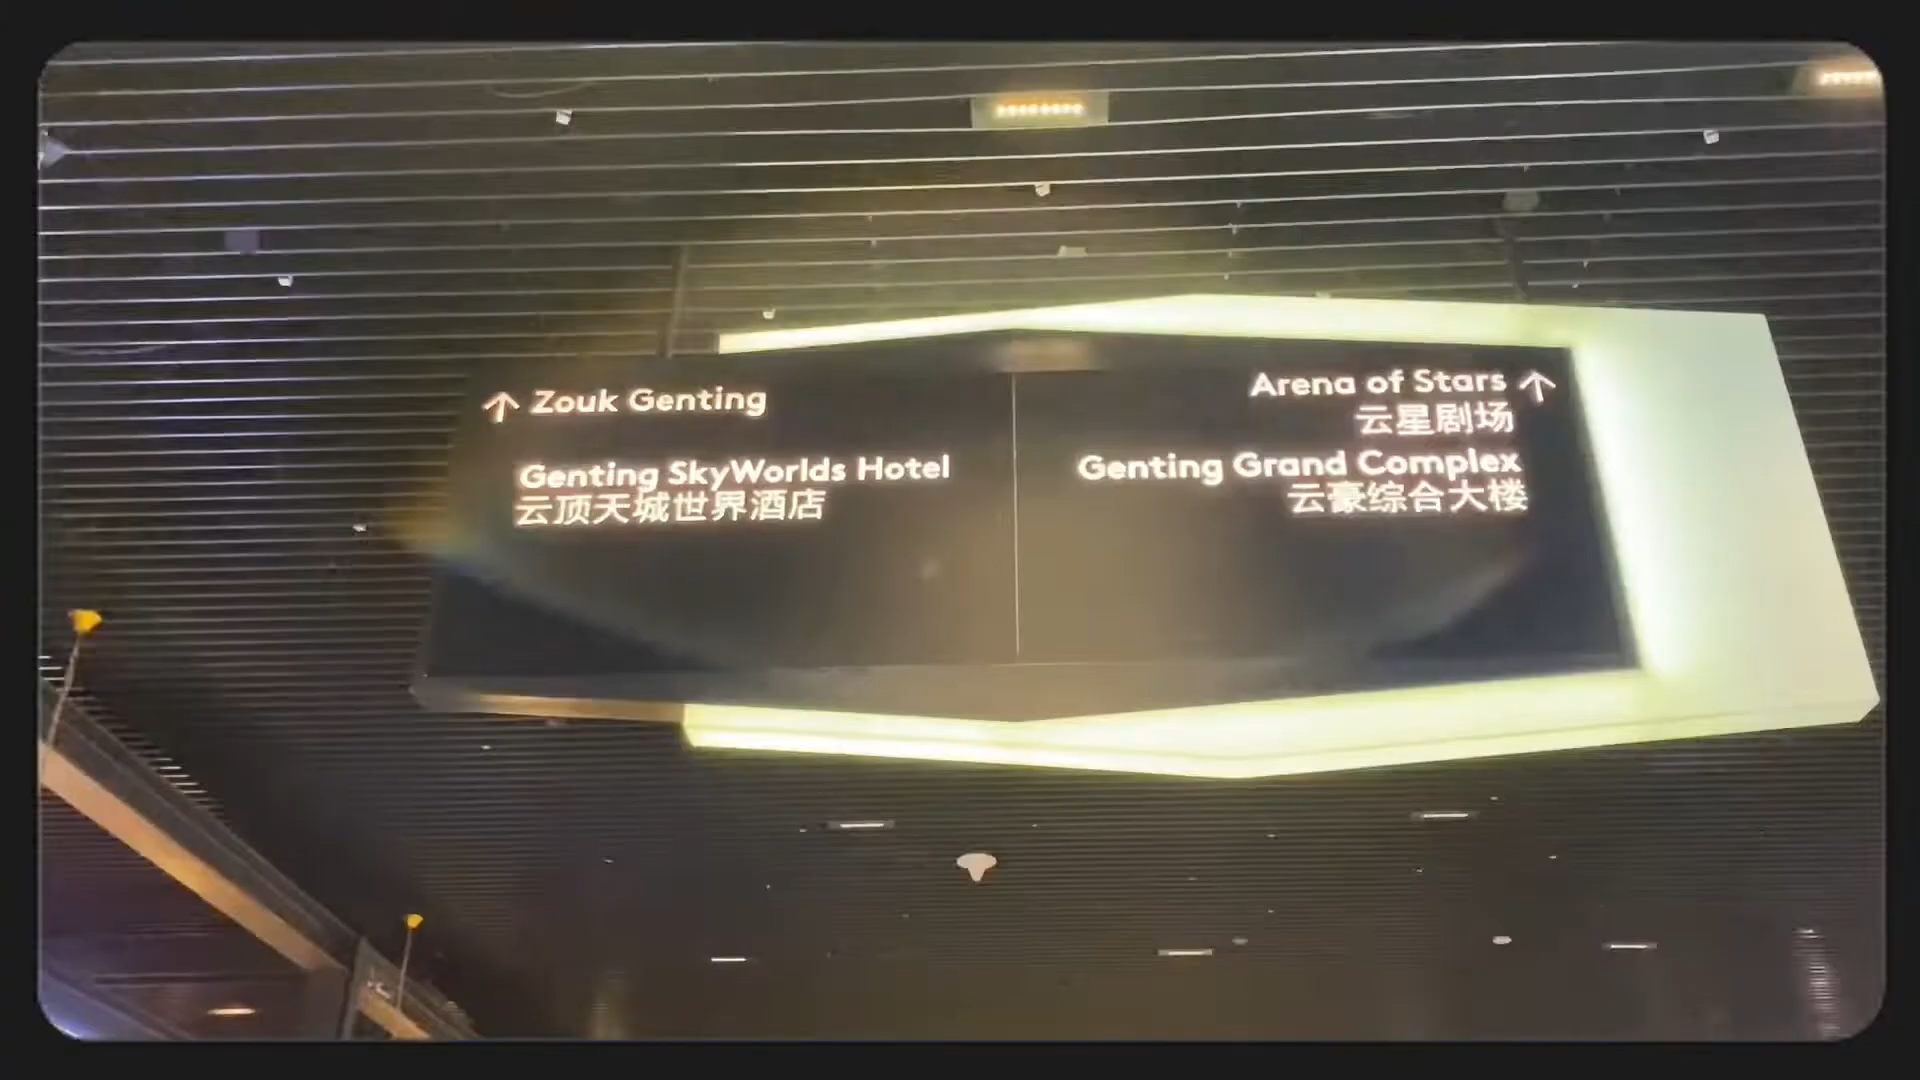 ↑ Zouk Genting
Genting SkyWorlds Hotel
云顶天城世界酒店
Arena of Stars ↑
云星剧场
Genting Grand Complex
云豪综合大楼